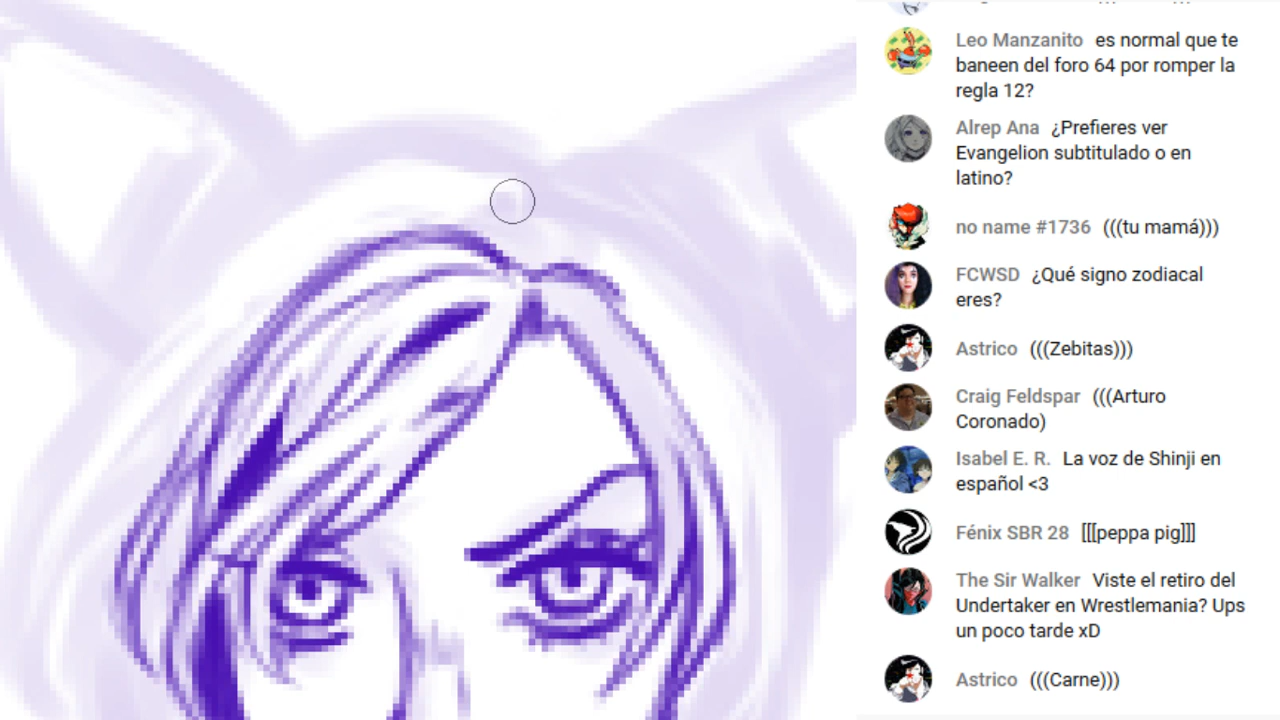 Leo Manzanito es normal que te
baneen del foro 64 por romper la
regla 12?
Alrep Ana ¿Prefieres ver
Evangelion subtitulado o en
latino?
no name #1736 (((tu mamá)))
FCWSD ¿Qué signo zodiacal
eres?
Astrico (((Zebitas)))
Craig Feldspar (((Arturo
Coronado)
Isabel E. R. La voz de Shinji en
español <3
Fénix SBR 28 [[[peppa pig]]]
The Sir Walker Viste el retiro del
Undertaker en Wrestlemania? Ups
un poco tarde xD
Astrico (((Carne)))